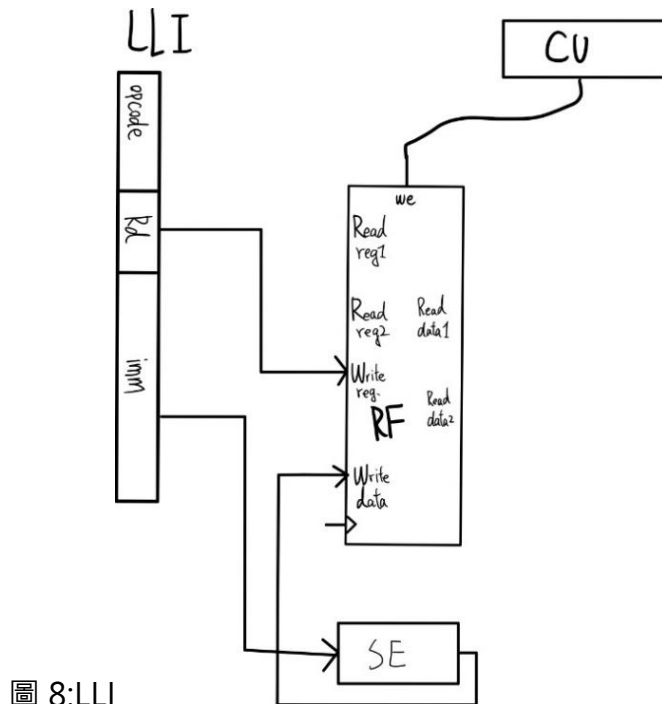 LLI
CU
opcode
Rd
imm
we
Read
reg1
Read
reg2
Read
data1
Write
reg.
RF
Read
data2
Write
data
SE
圖 8:LLI